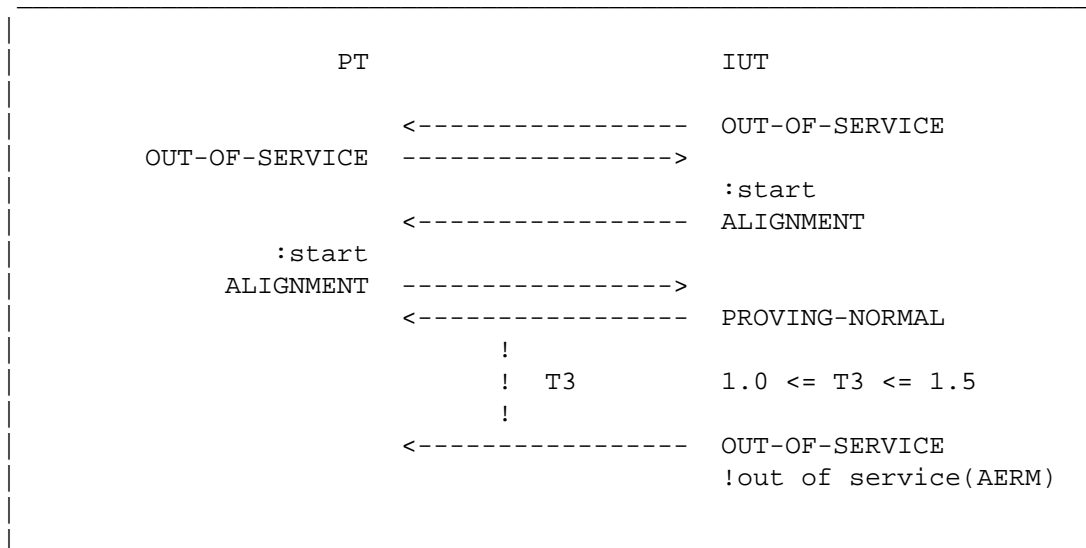 PT IUT
<----------------- OUT-OF-SERVICE
OUT-OF-SERVICE ----------------->
:start
<----------------- ALIGNMENT
:start
ALIGNMENT ----------------->
<----------------- PROVING-NORMAL
!
! T3 1.0 <= T3 <= 1.5
!
<----------------- OUT-OF-SERVICE
!out of service(AERM)